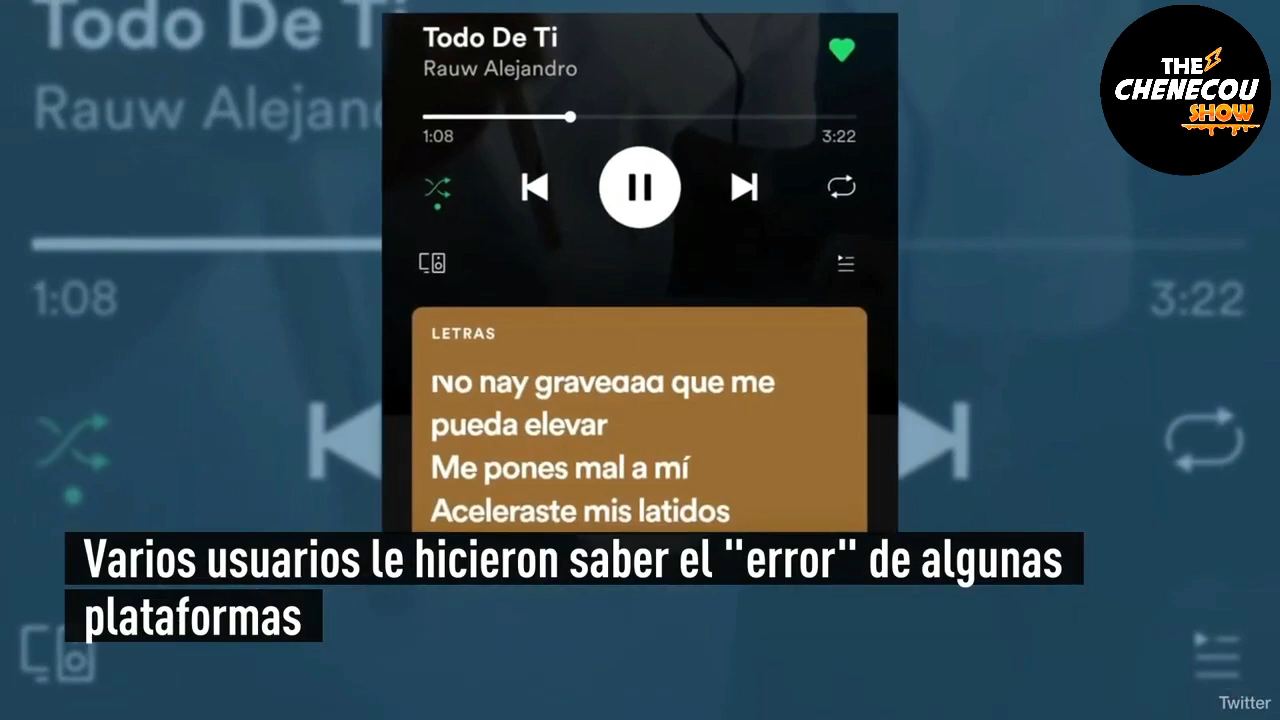 Todo De Ti
Rauw Alejandro
1:08
3:22
LETRAS
No hay gravedad que me
pueda elevar
Me pones mal a mí
Aceleraste mis latidos
Varios usuarios le hicieron saber el "error" de algunas
plataformas
THE
CHENECOU
SHOW
Todo De Ti
Rauw Alejand
1:08
3:22
Twitter